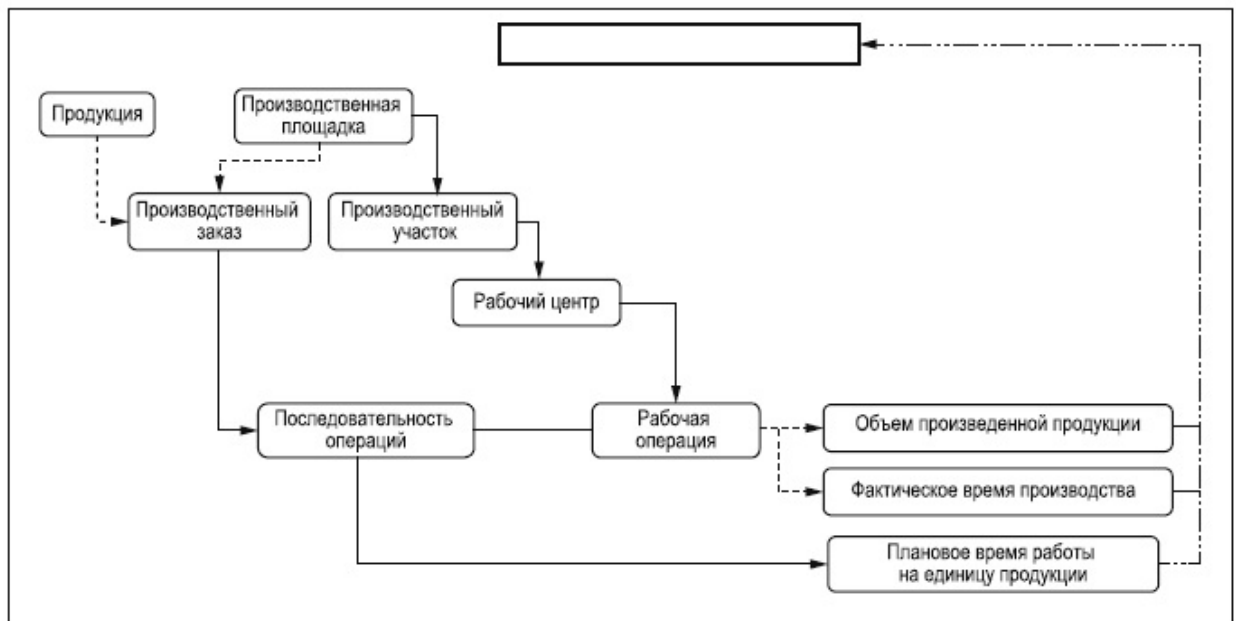 Продукция
Производственная
площадка
Производственный
заказ
Производственный
участок
Рабочий центр
Последовательность
операций
Рабочая
операция
Объем произведенной продукции
Фактическое время производства
Плановое время работы
на единицу продукции